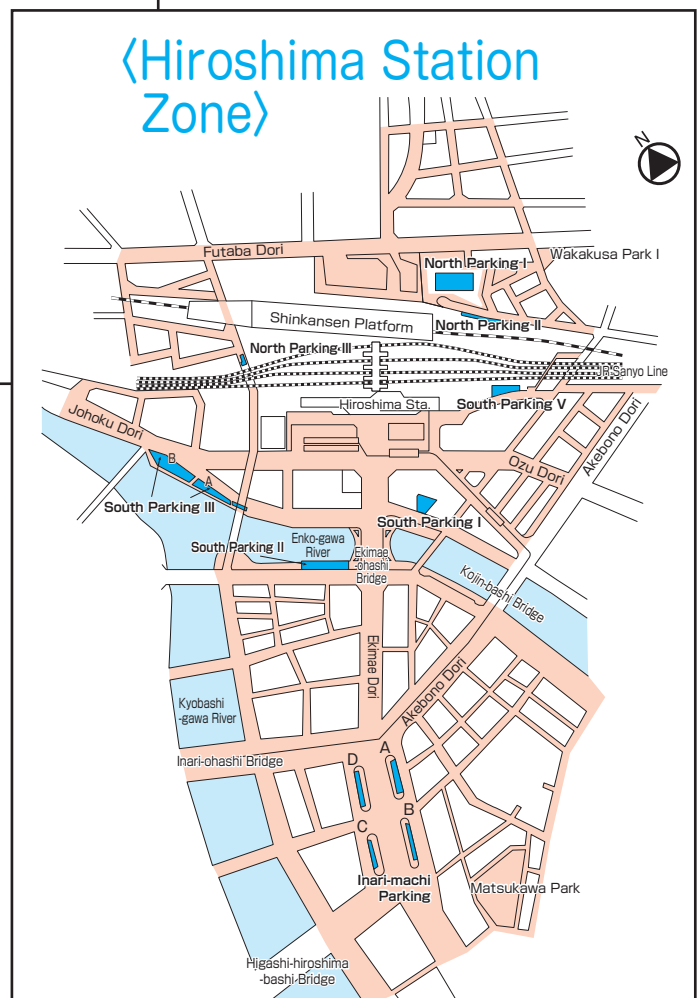 〈Hiroshima Station
Zone〉
N
Futaba Dori
Wakakusa Park I
North Parking I
North Parking II
Shinkansen Platform
North Parking III
JR Sanyo Line
South Parking V
Hiroshima Sta.
Johoku Dori
Akebono Dori
Ozu Dori
B
A
South Parking III
South Parking I
South Parking II
Enko-gawa
River
Ekimae
-ohashi
Bridge
Kojin-bashi Bridge
Ekimae Dori
Akebono Dori
Kyobashi
-gawa River
Inari-ohashi Bridge
A
D
B
C
Inari-machi
Parking
Matsukawa Park
Higashi-hiroshima
-bashi Bridge